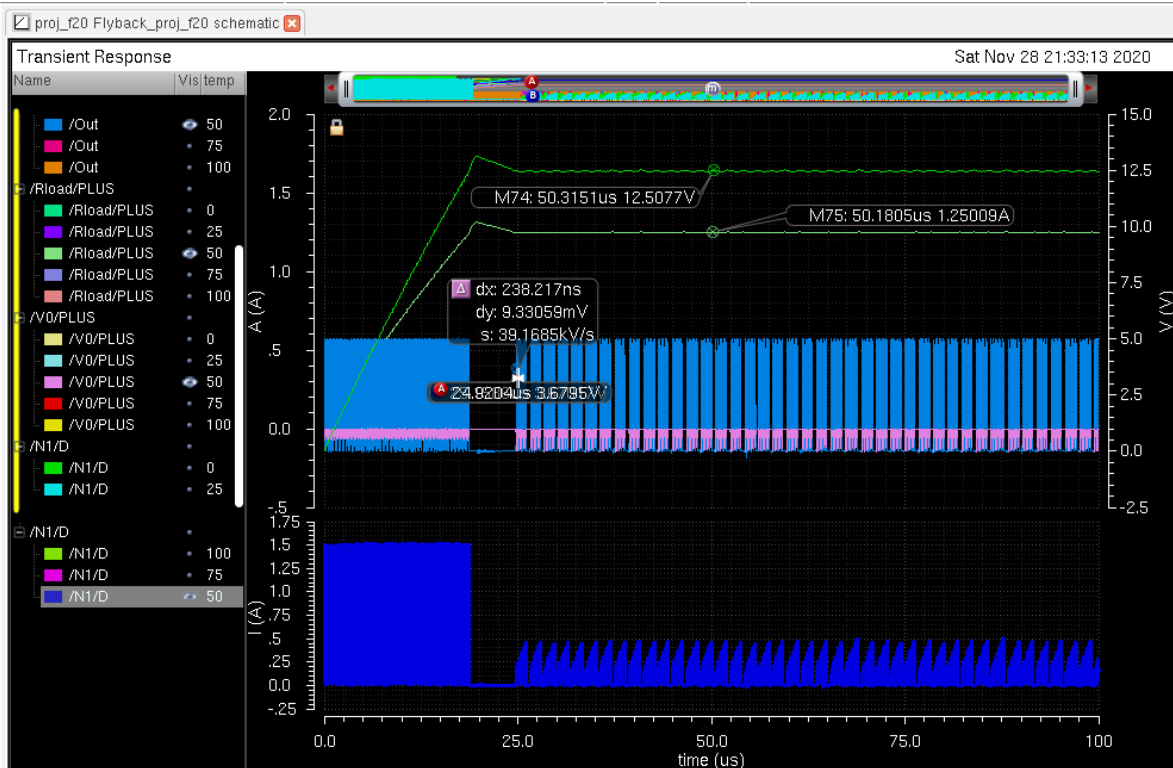 proj_f20 Flyback_proj_f20 schematic
Transient Response
Sat Nov 28 21:33:13 2020
Name Vis temp
/Out 50
/Out 75
/Out 100
/Rload/PLUS
/Rload/PLUS 0
/Rload/PLUS 25
/Rload/PLUS 50
/Rload/PLUS 75
/Rload/PLUS 100
/V0/PLUS
/V0/PLUS 0
/V0/PLUS 25
/V0/PLUS 50
/V0/PLUS 75
/V0/PLUS 100
/N1/D
/N1/D 0
/N1/D 25
/N1/D
/N1/D 100
/N1/D 75
/N1/D 50
A
B
m
2.0
1.5
1.0
.5
0.0
-.5
A (A)
15.0
12.5
10.0
7.5
5.0
2.5
0.0
-2.5
V (V)
M74: 50.3151us 12.5077V
M75: 50.1805us 1.25009A
Δ dx: 238.217ns
dy: 9.33059mV
s: 39.1685kV/s
A
1.75
1.5
1.25
1.0
.75
.5
.25
0.0
-.25
I (A)
0.0 25.0 50.0 75.0 100
time (us)